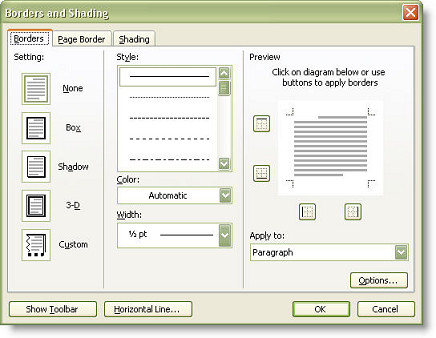 Borders and Shading
Borders
Page Border
Shading
Setting:
None
Box
Shadow
3-D
Custom
Style:
Color:
Automatic
Width:
½ pt
Preview
Click on diagram below or use
buttons to apply borders
Apply to:
Paragraph
Options...
Show Toolbar
Horizontal Line...
OK
Cancel